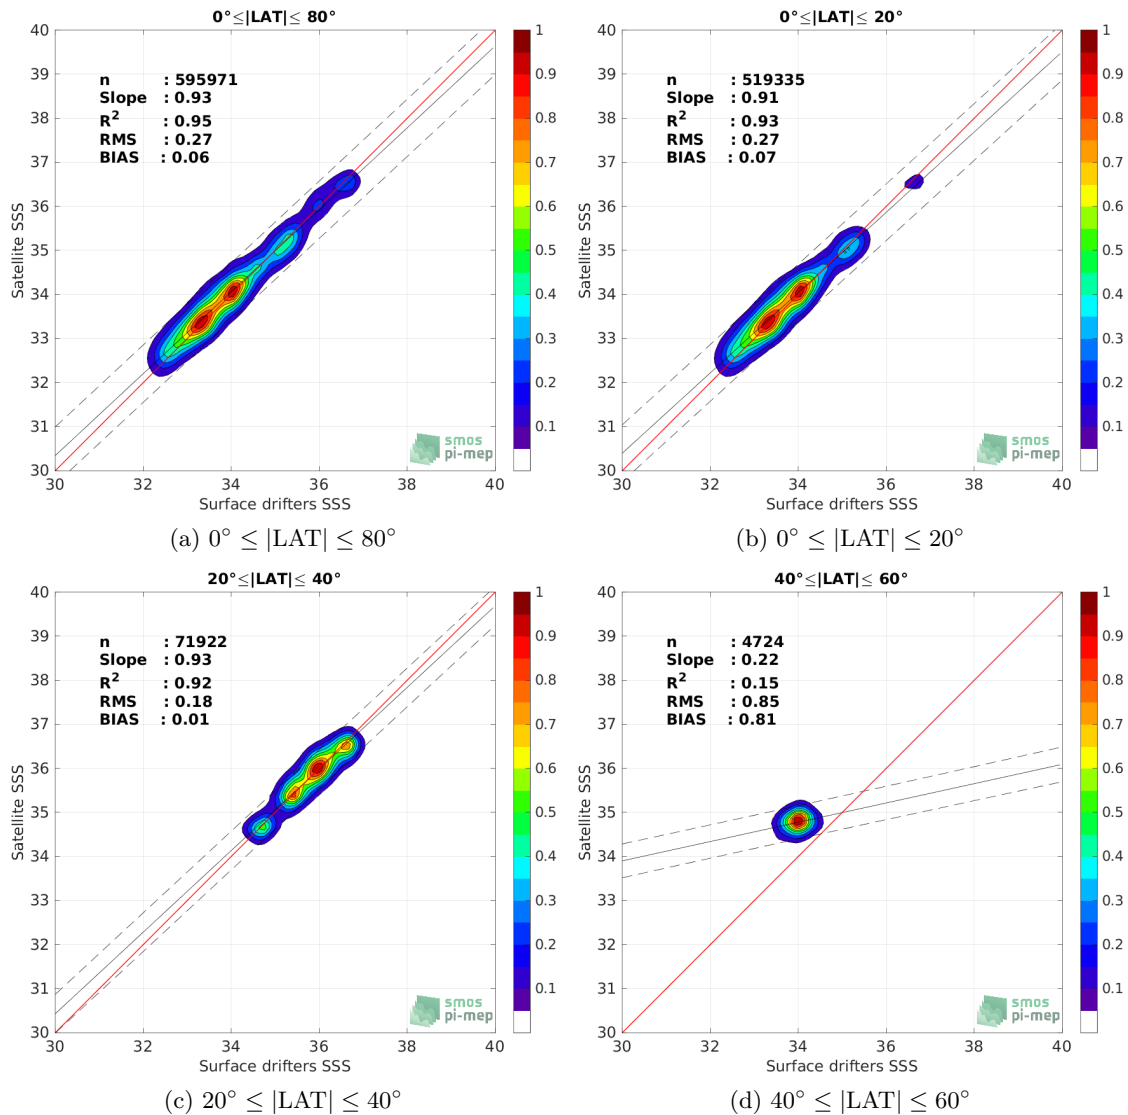 0°≤|LAT|≤ 80°
n : 595971
Slope : 0.93
R² : 0.95
RMS : 0.27
BIAS : 0.06
40
39
38
37
36
35
34
33
32
31
30
30
32
34
36
38
40
Satellite SSS
Surface drifters SSS
1
0.9
0.8
0.7
0.6
0.5
0.4
0.3
0.2
0.1
smos
pi-mep
(a) 0° ≤ |LAT| ≤ 80°
0°≤|LAT|≤ 20°
n : 519335
Slope : 0.91
R² : 0.93
RMS : 0.27
BIAS : 0.07
40
39
38
37
36
35
34
33
32
31
30
30
32
34
36
38
40
Satellite SSS
Surface drifters SSS
1
0.9
0.8
0.7
0.6
0.5
0.4
0.3
0.2
0.1
smos
pi-mep
(b) 0° ≤ |LAT| ≤ 20°
20°≤|LAT|≤ 40°
n : 71922
Slope : 0.93
R² : 0.92
RMS : 0.18
BIAS : 0.01
40
39
38
37
36
35
34
33
32
31
30
30
32
34
36
38
40
Satellite SSS
Surface drifters SSS
1
0.9
0.8
0.7
0.6
0.5
0.4
0.3
0.2
0.1
smos
pi-mep
(c) 20° ≤ |LAT| ≤ 40°
40°≤|LAT|≤ 60°
n : 4724
Slope : 0.22
R² : 0.15
RMS : 0.85
BIAS : 0.81
40
39
38
37
36
35
34
33
32
31
30
30
32
34
36
38
40
Satellite SSS
Surface drifters SSS
1
0.9
0.8
0.7
0.6
0.5
0.4
0.3
0.2
0.1
smos
pi-mep
(d) 40° ≤ |LAT| ≤ 60°